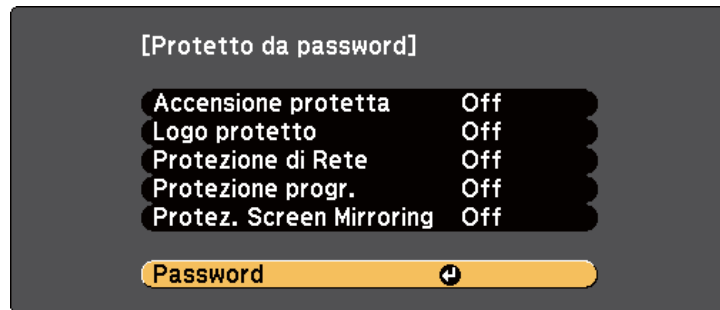 [Protetto da password]
Accensione protetta Off
Logo protetto Off
Protezione di Rete Off
Protezione progr. Off
Protez. Screen Mirroring Off
Password